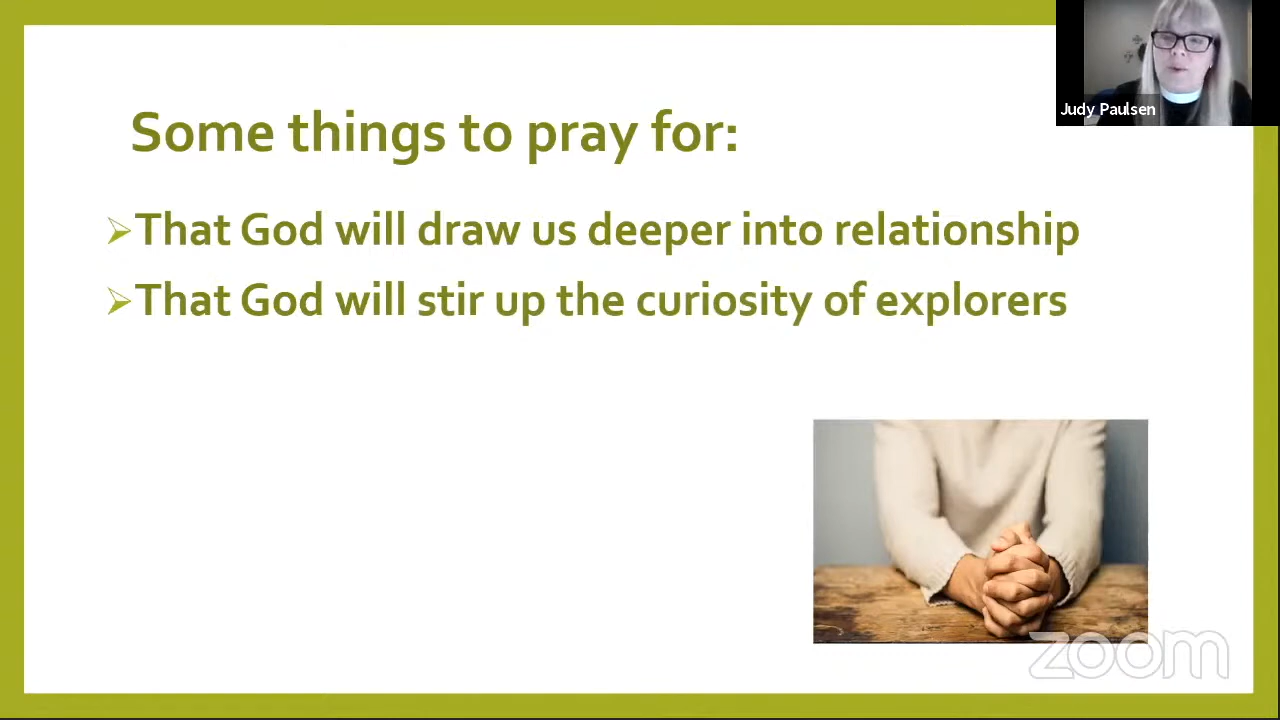 Judy Paulsen
Some things to pray for:
That God will draw us deeper into relationship
That God will stir up the curiosity of explorers
zoom